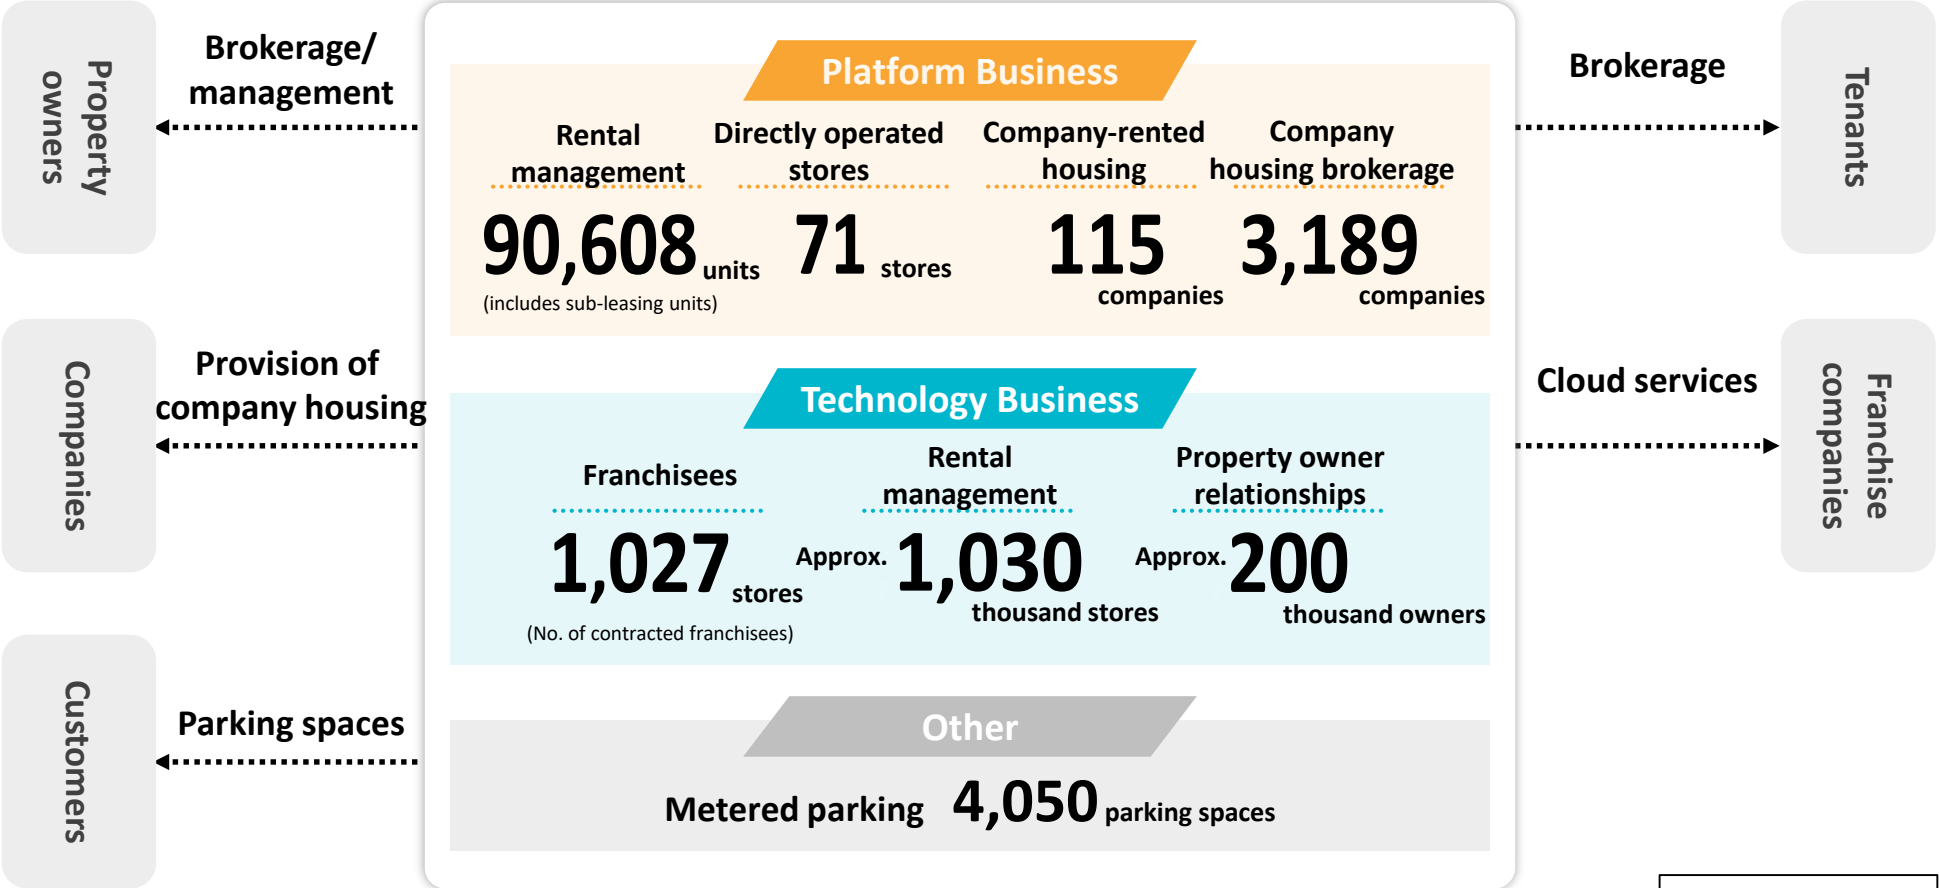 Property
owners
Brokerage/
management
Companies
Provision of
company housing
Customers
Parking spaces
Platform Business
Rental
management
90,608 units
(includes sub-leasing units)
Directly operated
stores
71 stores
Company-rented
housing
115
companies
Company
housing brokerage
3,189
companies
Technology Business
Franchisees
1,027 stores
(No. of contracted franchisees)
Rental
management
Approx. 1,030
thousand stores
Property owner
relationships
Approx. 200
thousand owners
Other
Metered parking 4,050 parking spaces
Brokerage
Tenants
Cloud services
Franchise
companies